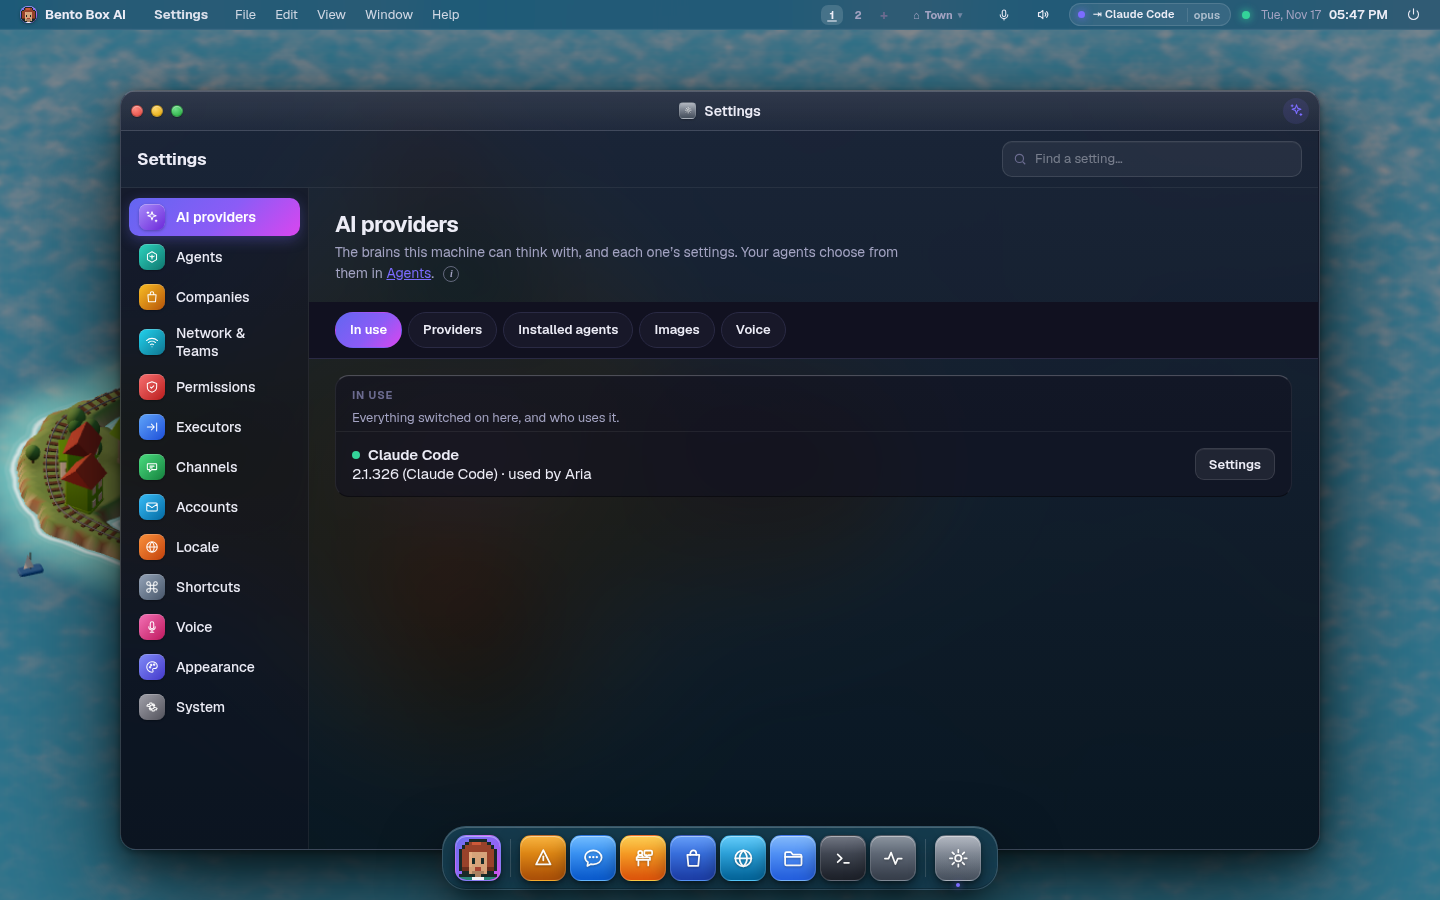 Bento Box AI Settings File Edit View Window Help 1 2 + Town Claude Code opus Tue, Nov 17 05:47 PM
Settings
Settings
Find a setting...
AI providers
Agents
Companies
Network &
Teams
Permissions
Executors
Channels
Accounts
Locale
Shortcuts
Voice
Appearance
System
AI providers
The brains this machine can think with, and each one's settings. Your agents choose from
them in Agents. i
In use Providers Installed agents Images Voice
IN USE
Everything switched on here, and who uses it.
Claude Code
2.1.326 (Claude Code) · used by Aria
Settings